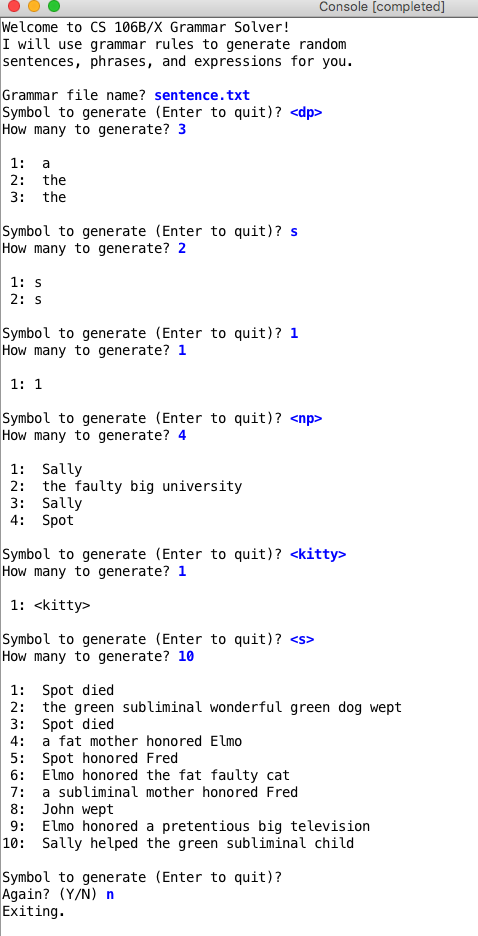 Console [completed]
Welcome to CS 106B/X Grammar Solver!
I will use grammar rules to generate random
sentences, phrases, and expressions for you.
Grammar file name? sentence.txt
Symbol to generate (Enter to quit)? <dp>
How many to generate? 3
1:  a
2:  the
3:  the
Symbol to generate (Enter to quit)? s
How many to generate? 2
1: s
2: s
Symbol to generate (Enter to quit)? 1
How many to generate? 1
1: 1
Symbol to generate (Enter to quit)? <np>
How many to generate? 4
1:  Sally
2:  the faulty big university
3:  Sally
4:  Spot
Symbol to generate (Enter to quit)? <kitty>
How many to generate? 1
1: <kitty>
Symbol to generate (Enter to quit)? <s>
How many to generate? 10
1:  Spot died
2:  the green subliminal wonderful green dog wept
3:  Spot died
4:  a fat mother honored Elmo
5:  Spot honored Fred
6:  Elmo honored the fat faulty cat
7:  a subliminal mother honored Fred
8:  John wept
9:  Elmo honored a pretentious big television
10:  Sally helped the green subliminal child
Symbol to generate (Enter to quit)?
Again? (Y/N) n
Exiting.